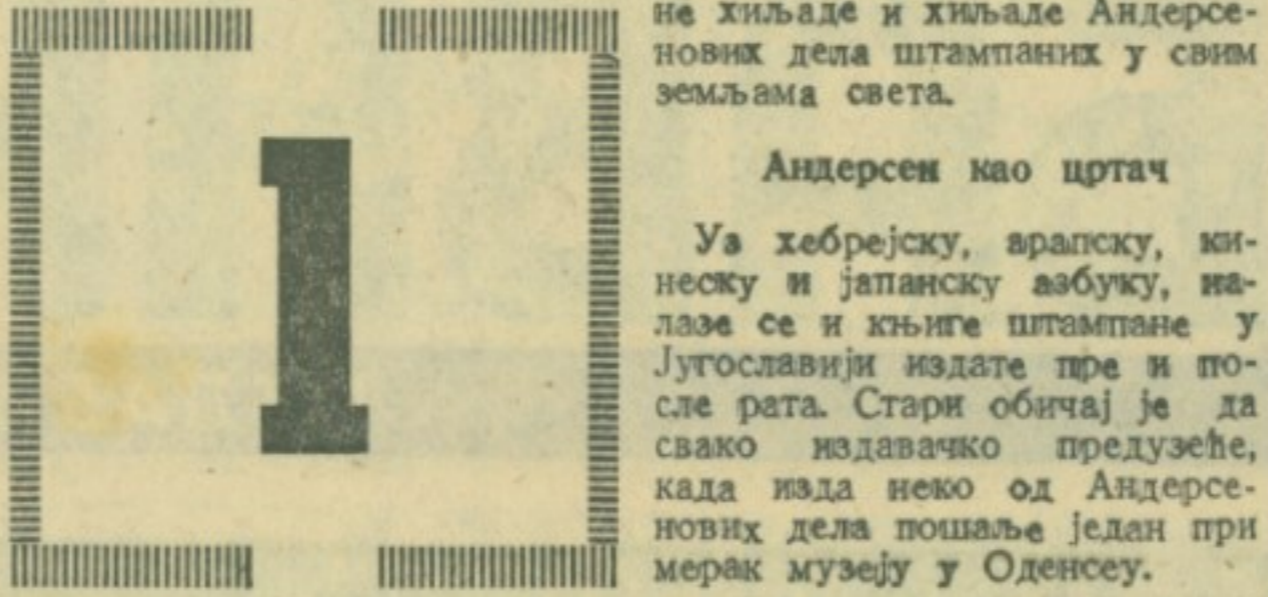 1
не хиљаде и хиљаде Андерсе-
нових дела штампаних у свим
земљама света.
Андерсен као цртач
Уз хебрејску, арапску, ки-
неску и јапанску азбуку, на-
лазе се и књиге штампане у
Југославији издате пре и по-
сле рата. Стари обичај је да
свако издавачко предузеће,
када изда неко од Андерсе-
нових дела пошаље један при
мерак музеју у Оденсеу.